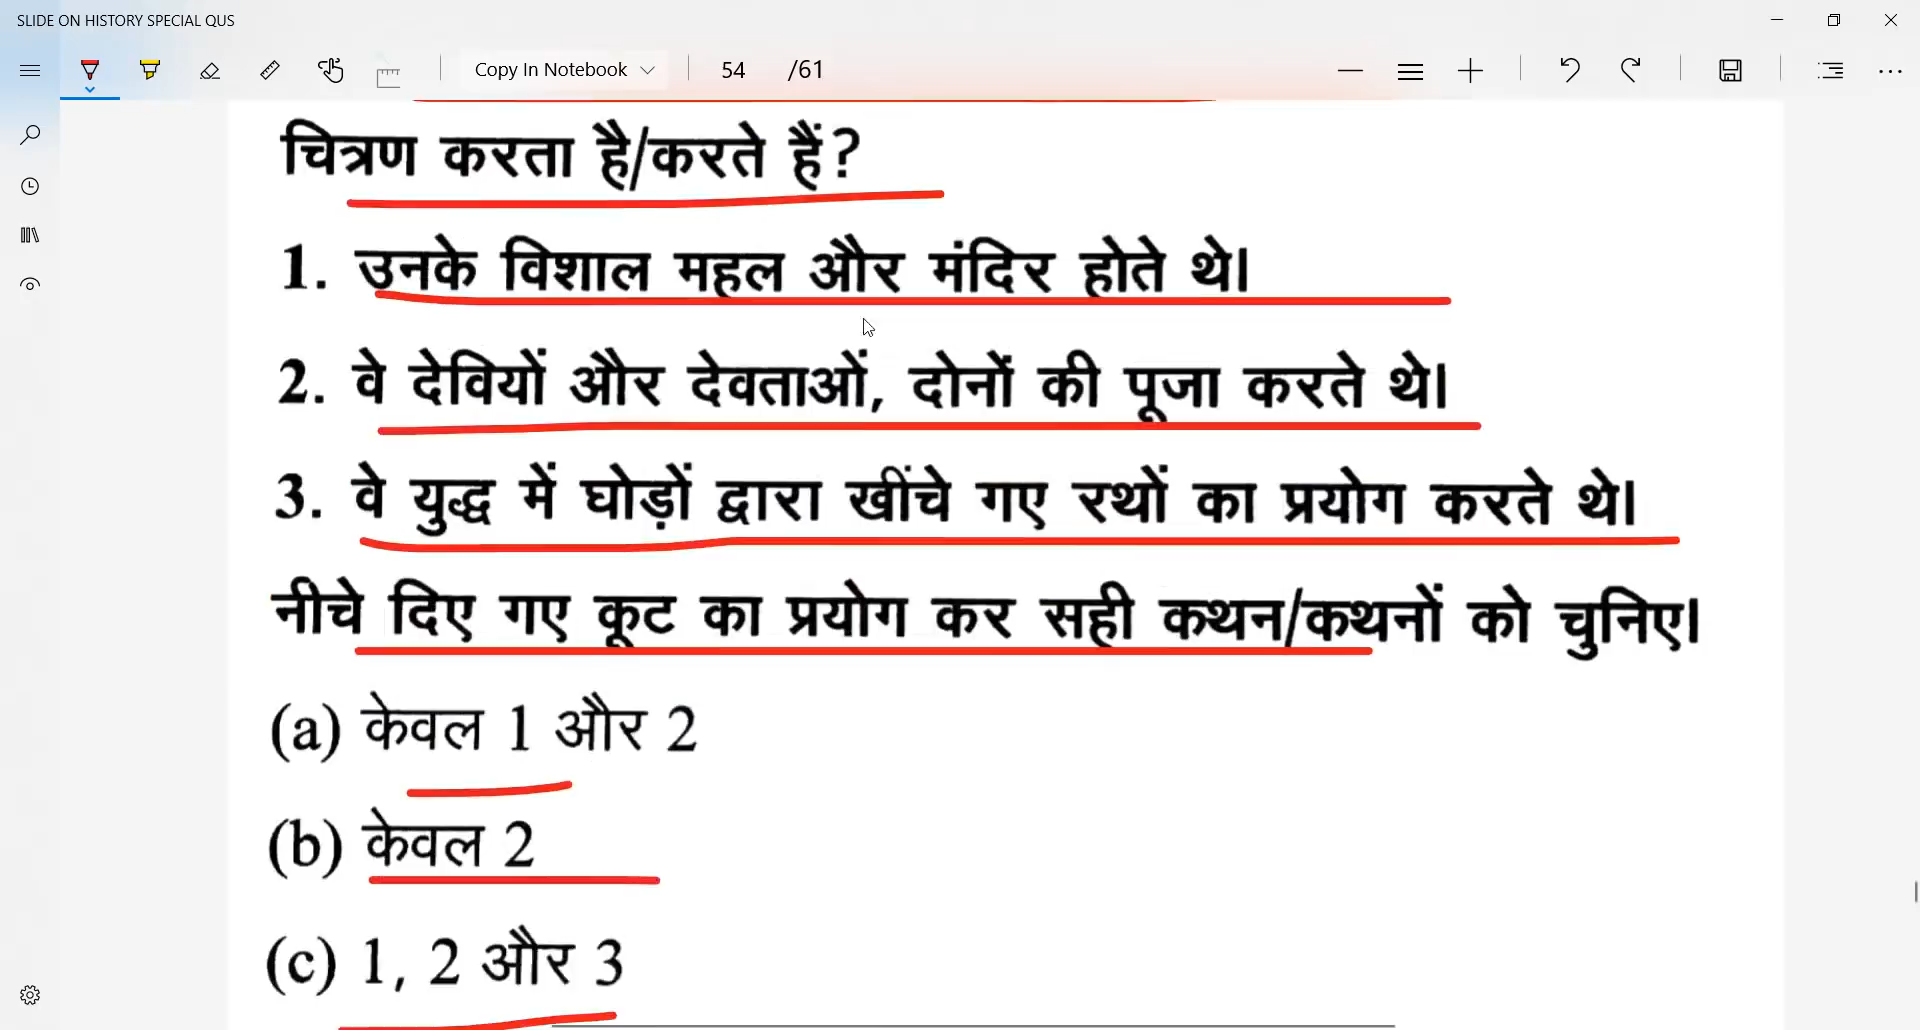 SLIDE ON HISTORY SPECIAL QUS
Copy In Notebook 54 /61
चित्रण करता है/करते हैं?
1. उनके विशाल महल और मंदिर होते थे।
2. वे देवियों और देवताओं, दोनों की पूजा करते थे।
3. वे युद्ध में घोड़ों द्वारा खींचे गए रथों का प्रयोग करते थे।
नीचे दिए गए कूट का प्रयोग कर सही कथन/कथनों को चुनिए।
(a) केवल 1 और 2
(b) केवल 2
(c) 1, 2 और 3